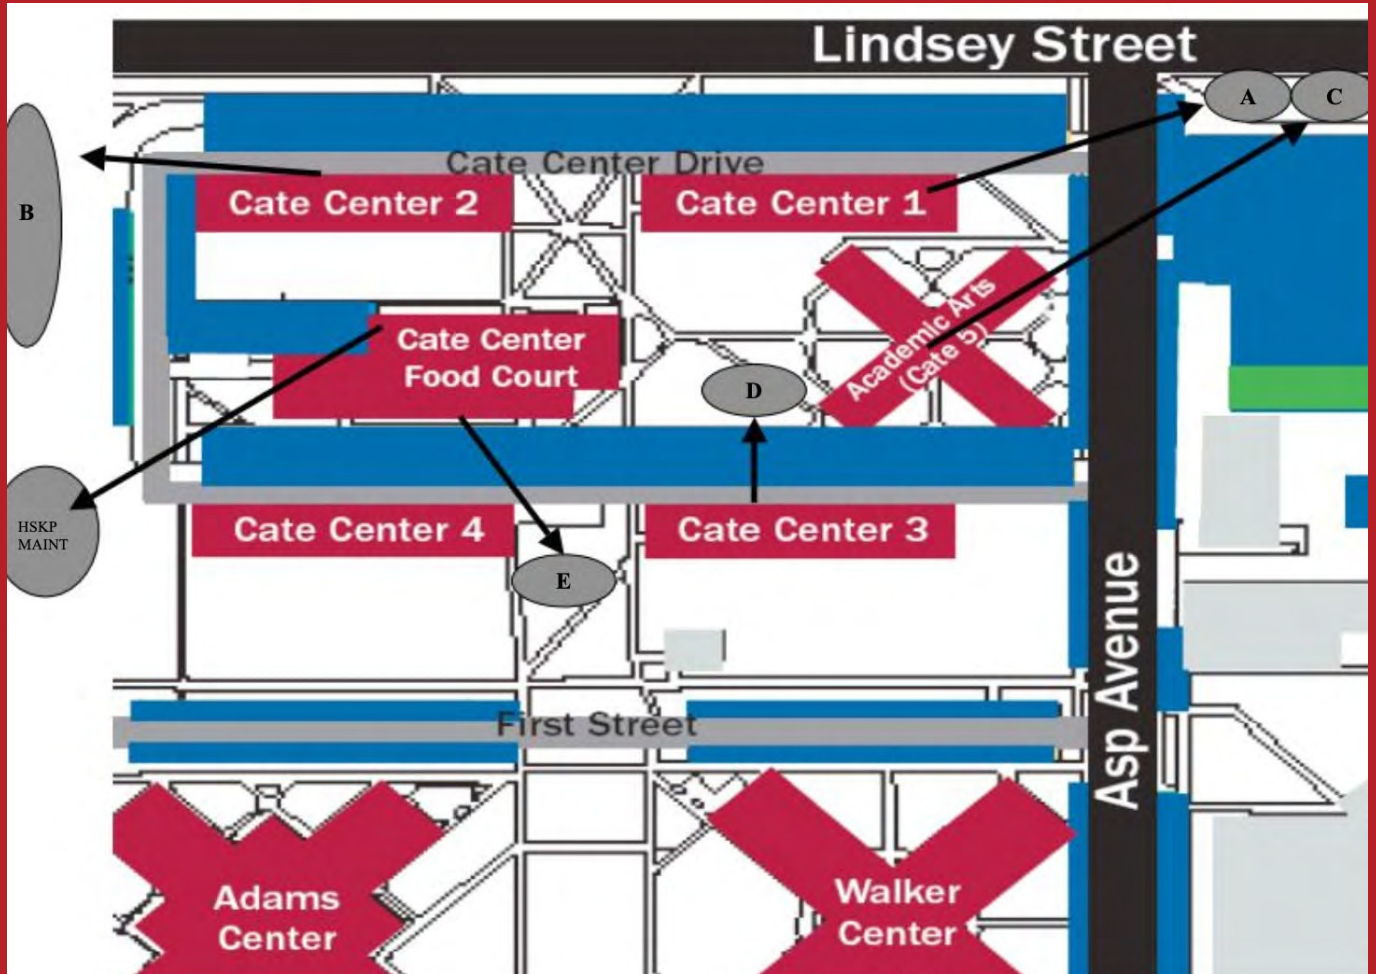 Lindsey Street
A
C
Cate Center Drive
B
Cate Center 2
Cate Center 1
Academic Arts
(Cate 5)
Cate Center
Food Court
D
HSKP
MAINT
Cate Center 4
Cate Center 3
E
Asp Avenue
First Street
Adams
Center
Walker
Center